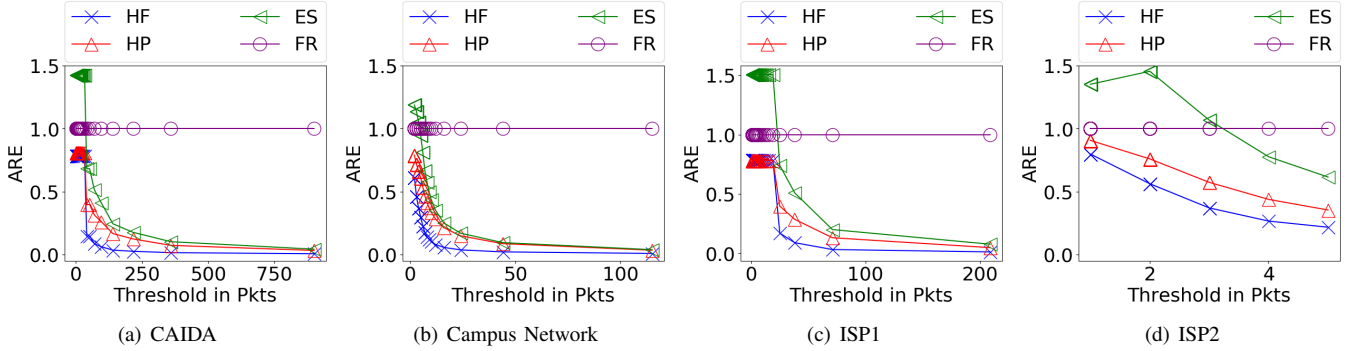 HF ES
HP FR
1.5
1.0
0.5
0.0
ARE
0 250 500 750
Threshold in Pkts
(a) CAIDA
HF ES
HP FR
1.5
1.0
0.5
0.0
ARE
0 50 100
Threshold in Pkts
(b) Campus Network
HF ES
HP FR
1.5
1.0
0.5
0.0
ARE
0 50 100 150 200
Threshold in Pkts
(c) ISP1
HF ES
HP FR
1.5
1.0
0.5
0.0
ARE
2 4
Threshold in Pkts
(d) ISP2